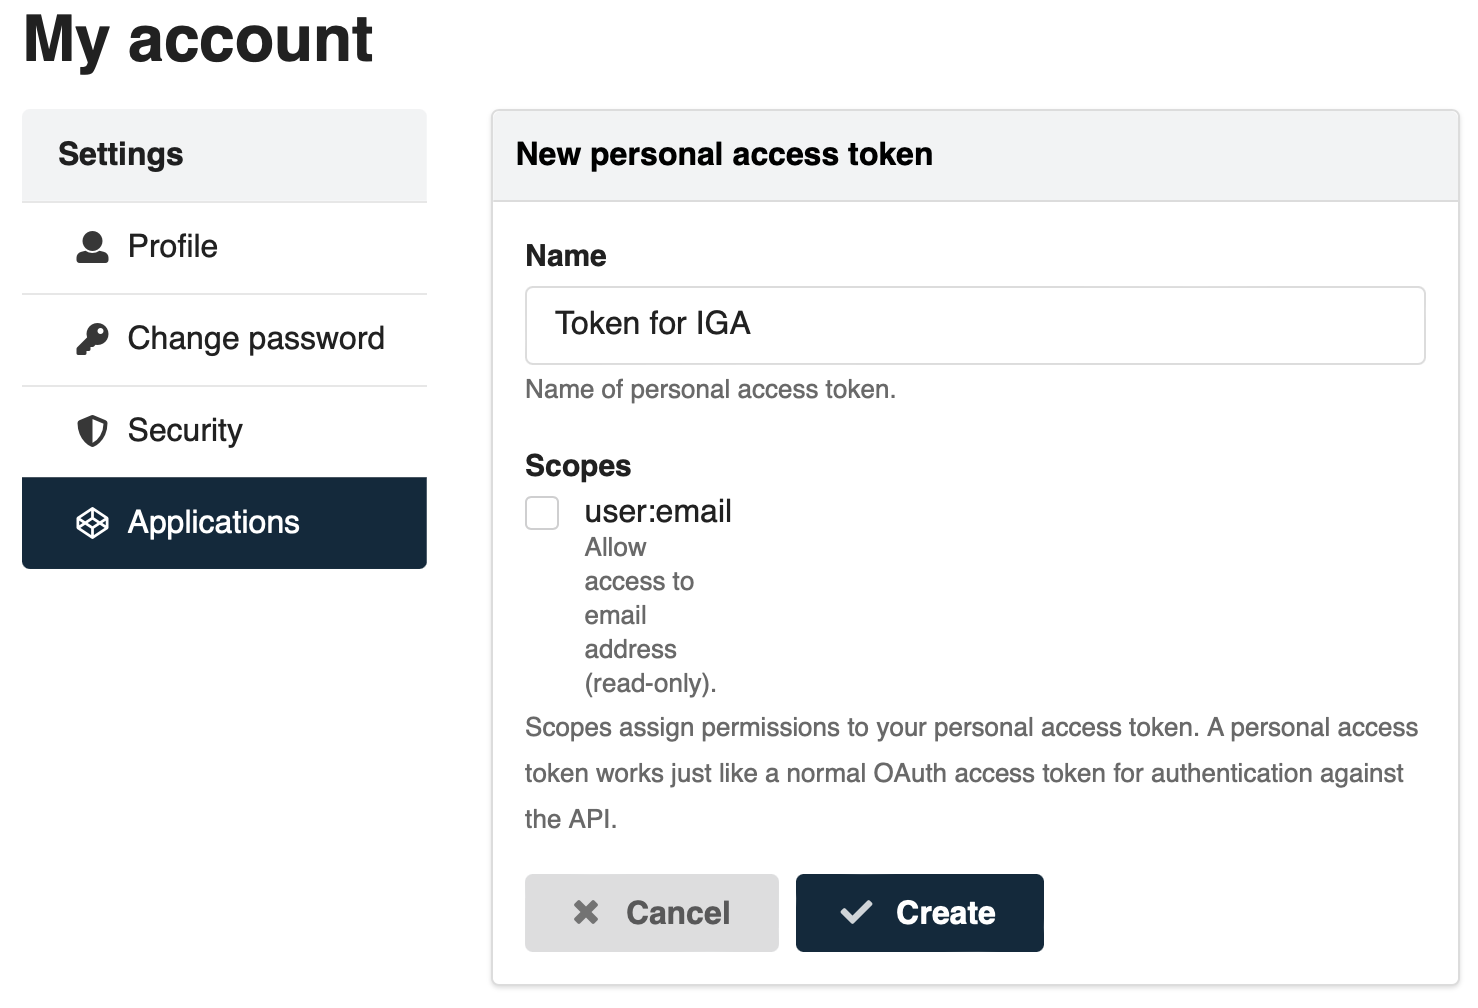 My account
Settings
Profile
Change password
Security
Applications
New personal access token
Name
Token for IGA
Name of personal access token.
Scopes
user:email
Allow
access to
email
address
(read-only).
Scopes assign permissions to your personal access token. A personal access
token works just like a normal OAuth access token for authentication against
the API.
Cancel
Create